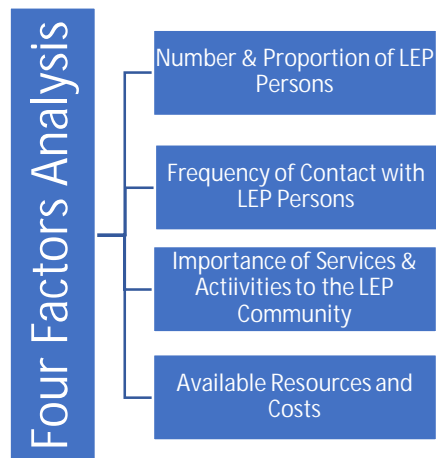 Four Factors Analysis
Number & Proportion of LEP
Persons
Frequency of Contact with
LEP Persons
Importance of Services &
Actiivities to the LEP
Community
Available Resources and
Costs